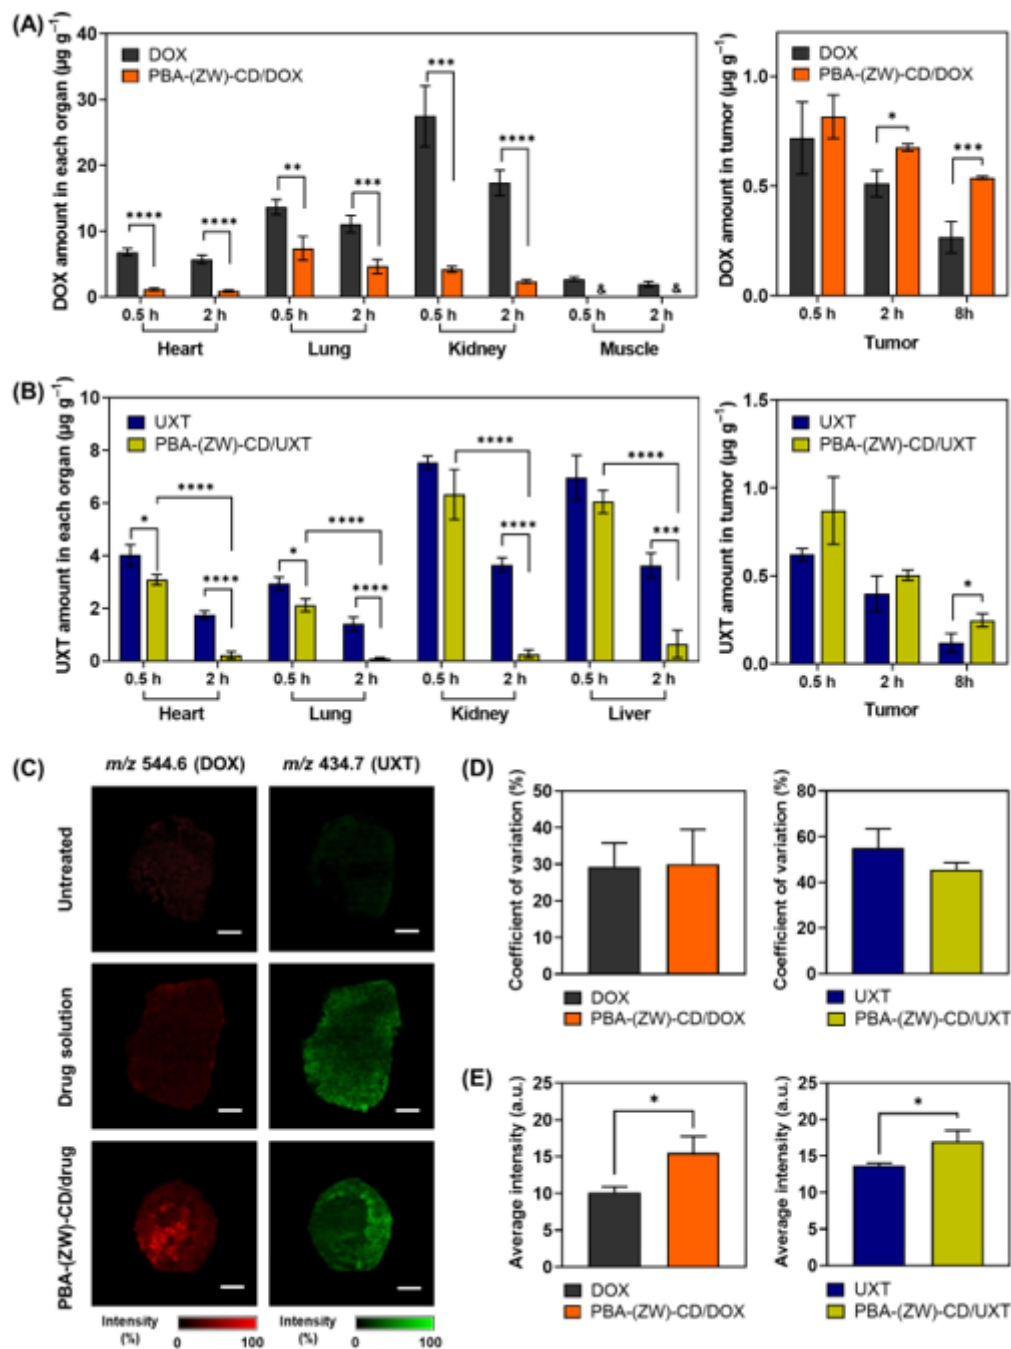 (A)
DOX amount in each organ (µg g⁻¹)
40
30
20
10
0
DOX
PBA-(ZW)-CD/DOX
****
****
**
***
***
****
&
&
0.5 h
2 h
0.5 h
2 h
0.5 h
2 h
0.5 h
2 h
Heart
Lung
Kidney
Muscle
DOX amount in tumor (µg g⁻¹)
1.0
0.5
0.0
DOX
PBA-(ZW)-CD/DOX
*
***
0.5 h
2 h
8h
Tumor
(B)
UXT amount in each organ (µg g⁻¹)
10
8
6
4
2
0
UXT
PBA-(ZW)-CD/UXT
****
*
****
****
*
****
****
****
****
***
0.5 h
2 h
0.5 h
2 h
0.5 h
2 h
0.5 h
2 h
Heart
Lung
Kidney
Liver
UXT amount in tumor (µg g⁻¹)
1.5
1.0
0.5
0.0
UXT
PBA-(ZW)-CD/UXT
*
0.5 h
2 h
8h
Tumor
(C)
m/z 544.6 (DOX)
m/z 434.7 (UXT)
Untreated
Drug solution
PBA-(ZW)-CD/drug
Intensity
(%)
0
100
Intensity
(%)
0
100
(D)
Coefficient of variation (%)
50
40
30
20
10
0
DOX
PBA-(ZW)-CD/DOX
Coefficient of variation (%)
80
60
40
20
0
UXT
PBA-(ZW)-CD/UXT
(E)
Average intensity (a.u.)
25
20
15
10
5
0
*
DOX
PBA-(ZW)-CD/DOX
Average intensity (a.u.)
25
20
15
10
5
0
*
UXT
PBA-(ZW)-CD/UXT